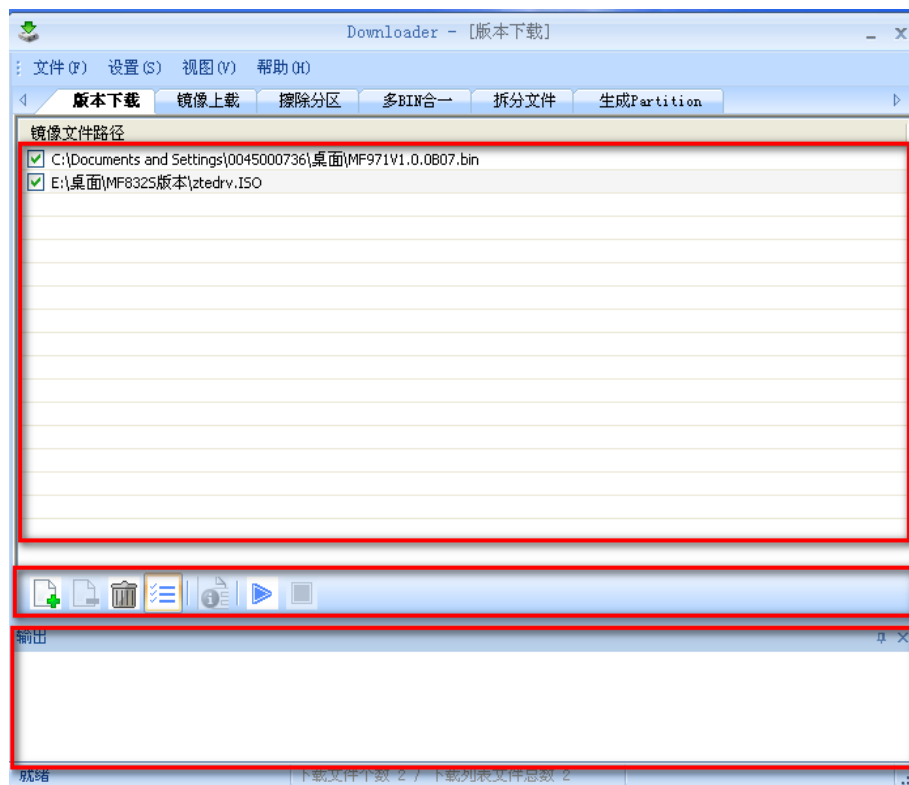 Downloader - [版本下载]
文件(F) 设置(S) 视图(V) 帮助(H)
版本下载 镜像上载 擦除分区 多BIN合一 拆分文件 生成Partition
镜像文件路径
C:\Documents and Settings\0045000736\桌面\MF971V1.0.0B07.bin
E:\桌面\MF832S版本\ztedrv.ISO
输出
就绪 下载文件个数 2 / 下载列表文件总数 2